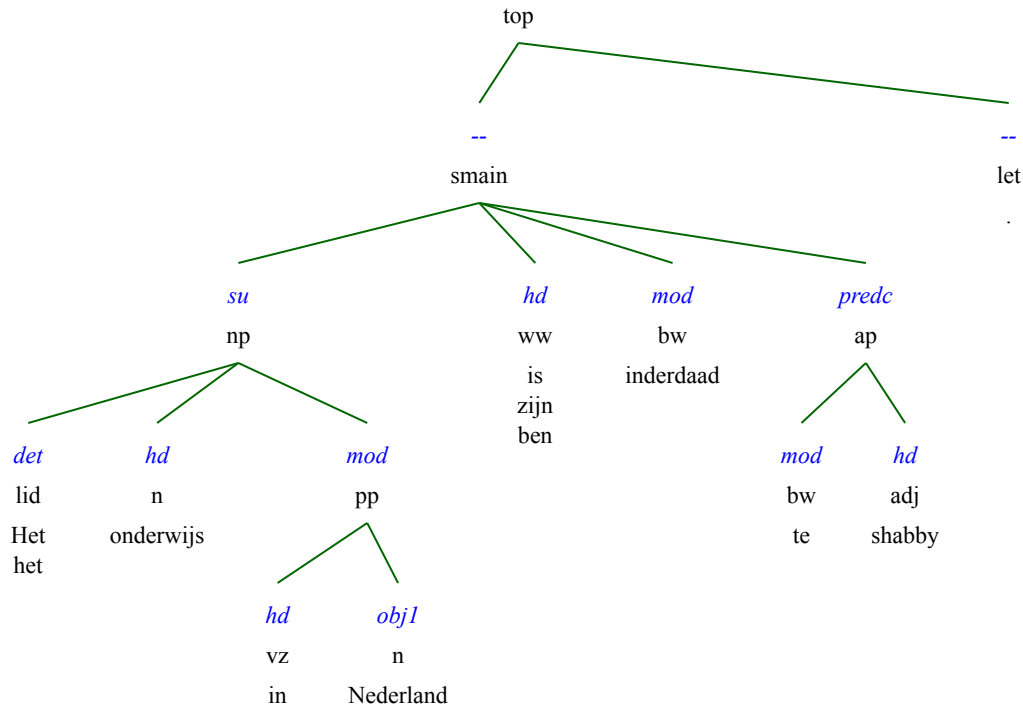 top
-- --
smain let
.
su hd mod predc
np ww bw ap
is inderdaad
zijn
ben
det hd mod mod hd
lid n pp bw adj
Het onderwijs te shabby
het
hd obj1
vz n
in Nederland